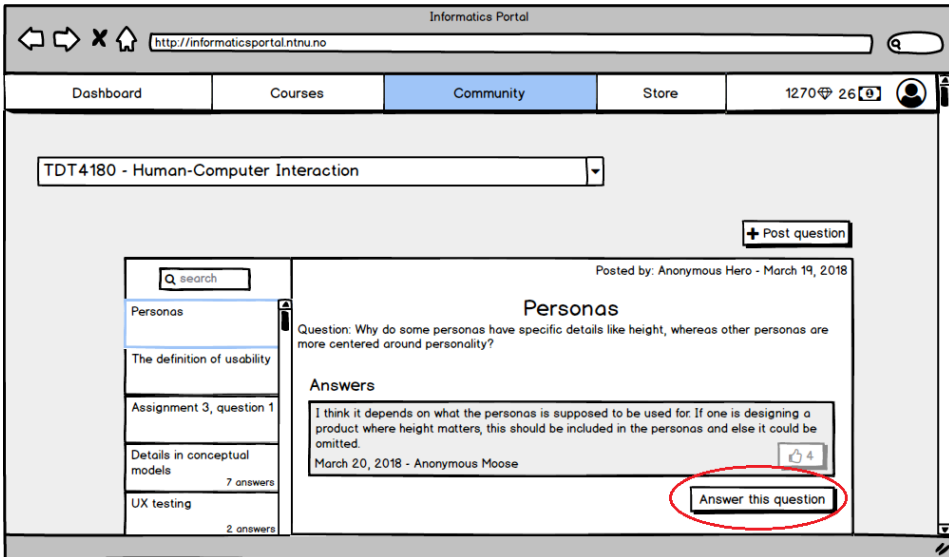 Informatics Portal
http://informaticsportal.ntnu.no
Dashboard
Courses
Community
Store
1270 26
TDT4180 - Human-Computer Interaction
+ Post question
search
Posted by: Anonymous Hero - March 19, 2018
Personas
Personas
Question: Why do some personas have specific details like height, whereas other personas are
more centered around personality?
The definition of usability
Answers
Assignment 3, question 1
I think it depends on what the personas is supposed to be used for. If one is designing a
product where height matters, this should be included in the personas and else it could be
omitted.
4
March 20, 2018 - Anonymous Moose
Details in conceptual
models
7 answers
UX testing
2 answers
Answer this question